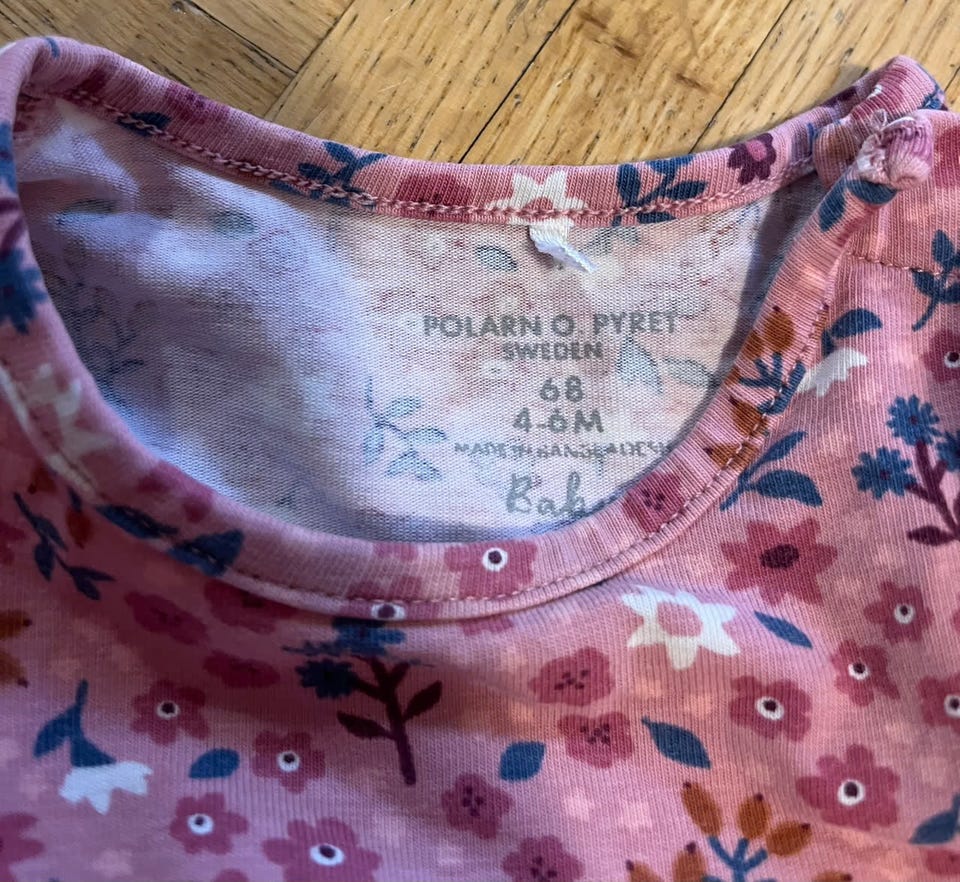 POLARN O. PYRET
SWEDEN
68
4-6M
MADE IN BANGLADESH